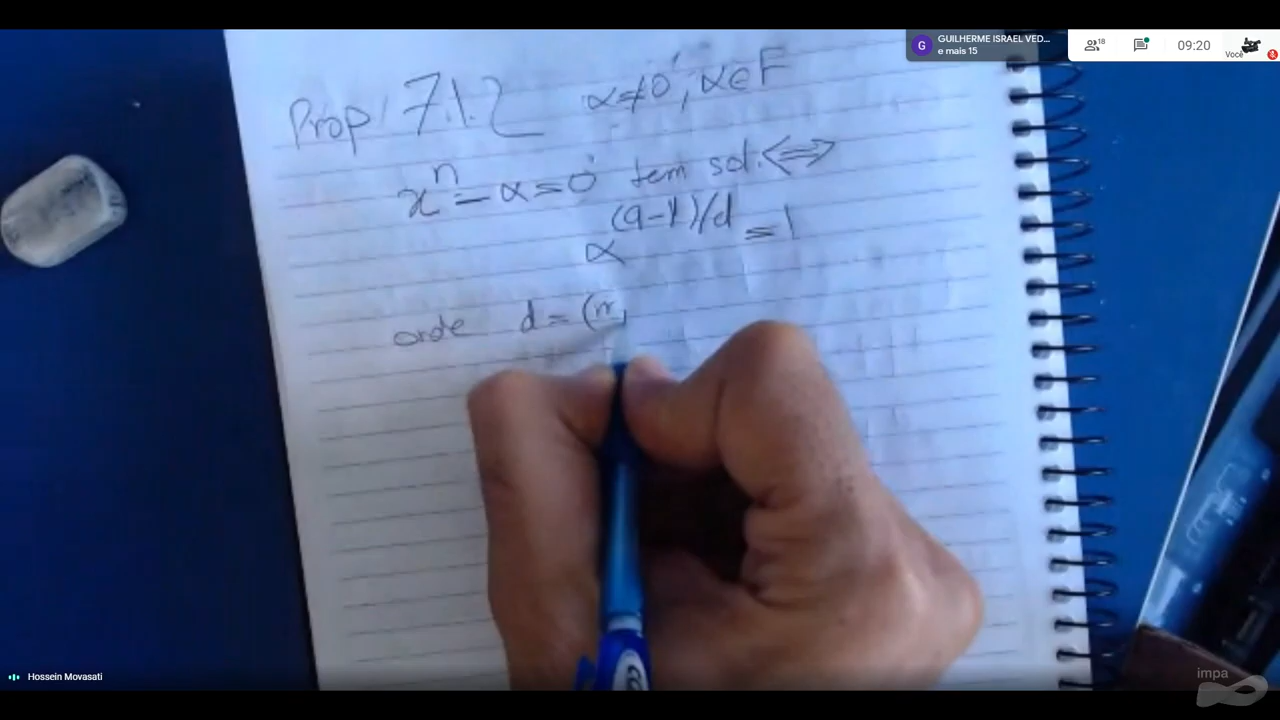 GUILHERME ISRAEL VED...
e mais 15
18
09:20
Você
Prop 7.1.2 α≠0, α∈F
xⁿ-α=0 tem sol. ⇔
α^(q-1)/d = 1
onde d = (n,
Hossein Movasati
impa